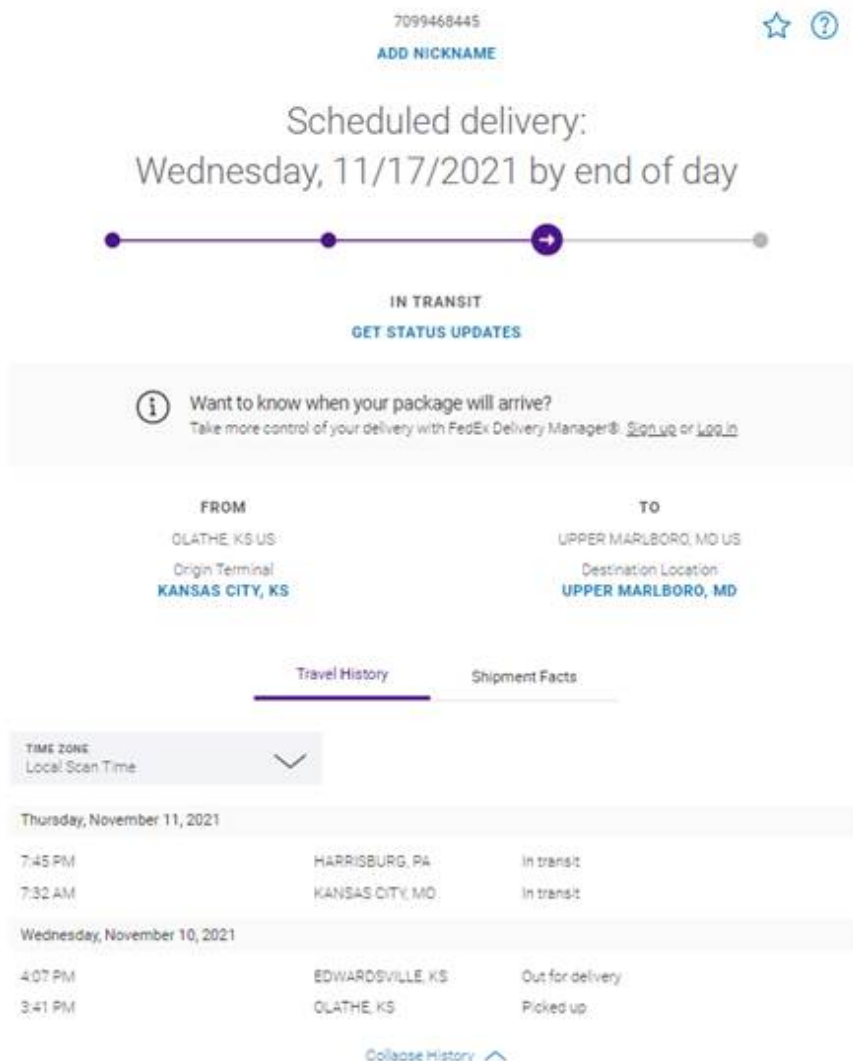 7099468445
ADD NICKNAME
Scheduled delivery:
Wednesday, 11/17/2021 by end of day
IN TRANSIT
GET STATUS UPDATES
Want to know when your package will arrive?
Take more control of your delivery with FedEx Delivery Manager®. Sign up or Log in
FROM
TO
OLATHE, KS US
UPPER MARLBORO, MD US
Origin Terminal
Destination Location
KANSAS CITY, KS
UPPER MARLBORO, MD
Travel History
Shipment Facts
TIME ZONE
Local Scan Time
Thursday, November 11, 2021
7:45 PM HARRISBURG, PA In transit
7:32 AM KANSAS CITY, MO In transit
Wednesday, November 10, 2021
4:07 PM EDWARDSVILLE, KS Out for delivery
3:41 PM OLATHE, KS Picked up
Collapse History